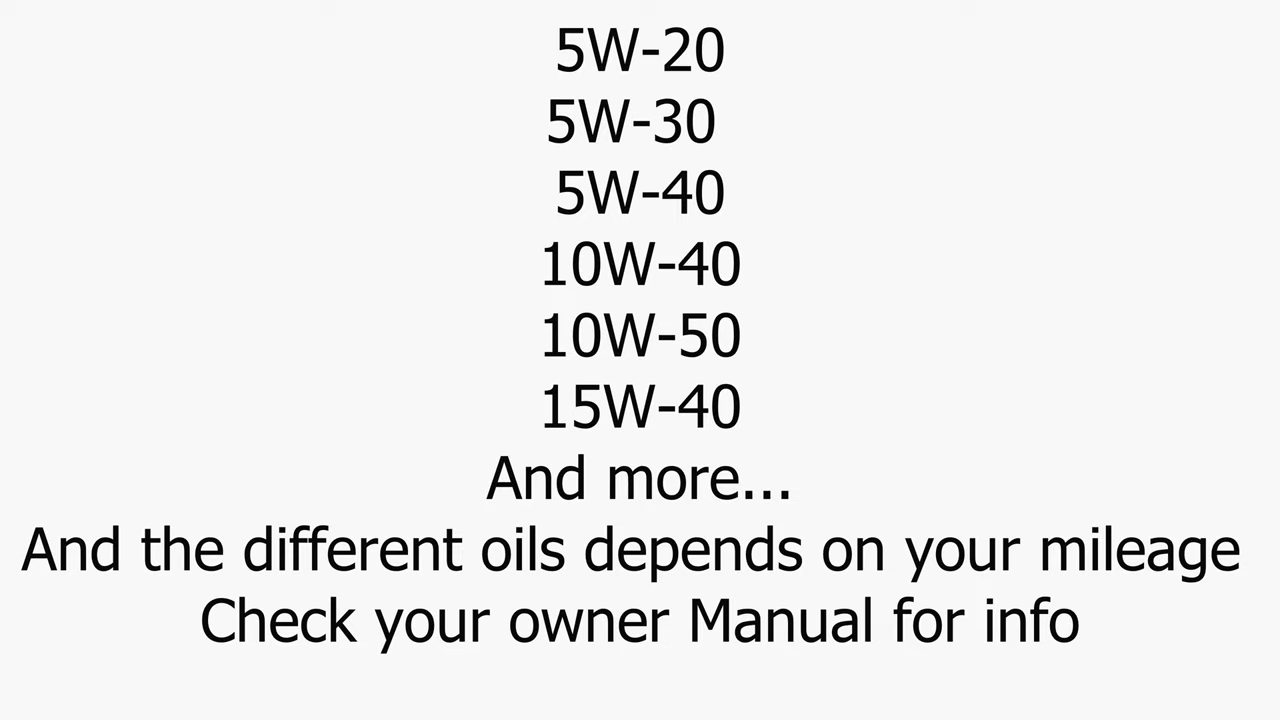 5W-20
5W-30
5W-40
10W-40
10W-50
15W-40
And more...
And the different oils depends on your mileage
Check your owner Manual for info